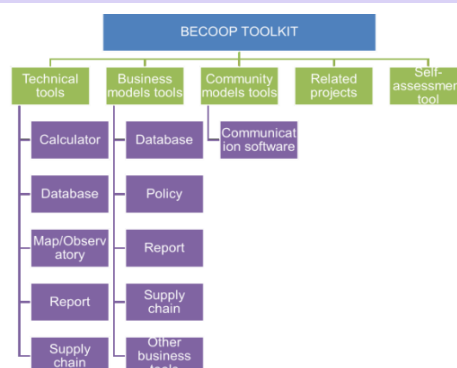 BECOOP TOOLKIT
Technical
tools
Business
models tools
Community
models tools
Related
projects
Self-
assessmen
tool
Calculator
Database
Map/Observ
atory
Report
Supply
chain
Database
Policy
Report
Supply
chain
Other
business
tools
Communicat
ion software